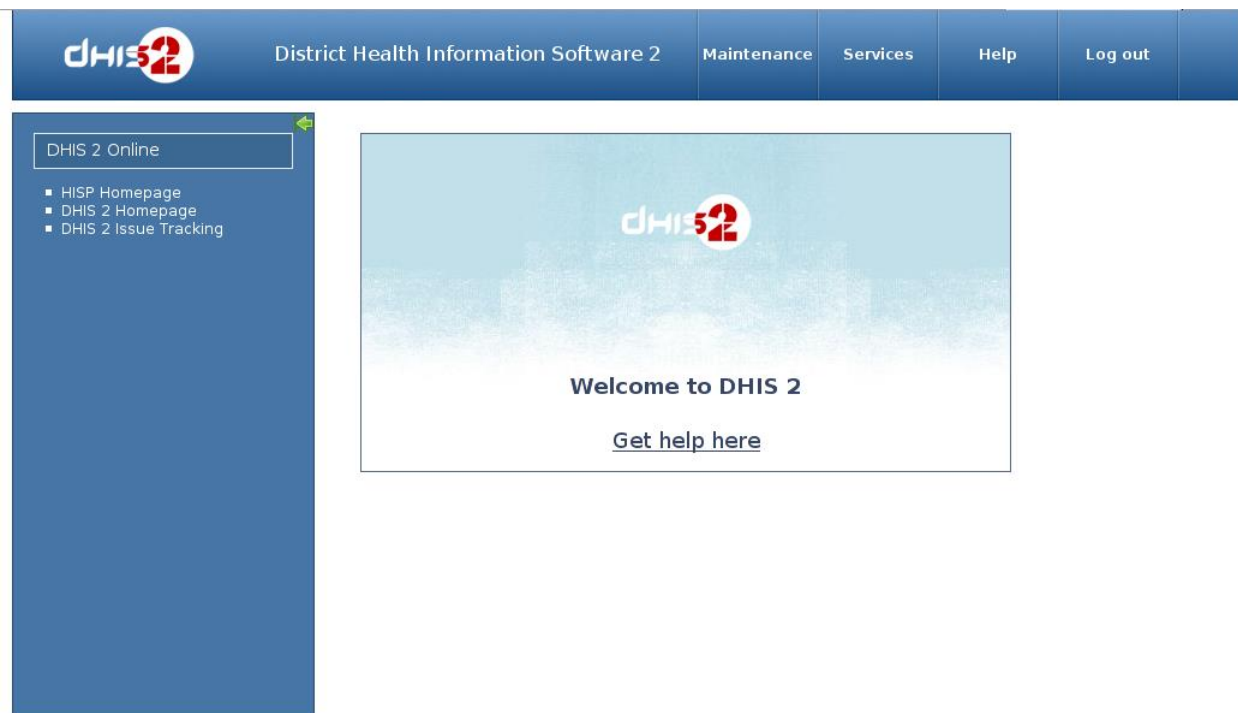 dHIS2
District Health Information Software 2
Maintenance
Services
Help
Log out
DHIS 2 Online
HISP Homepage
DHIS 2 Homepage
DHIS 2 Issue Tracking
dHIS2
Welcome to DHIS 2
Get help here